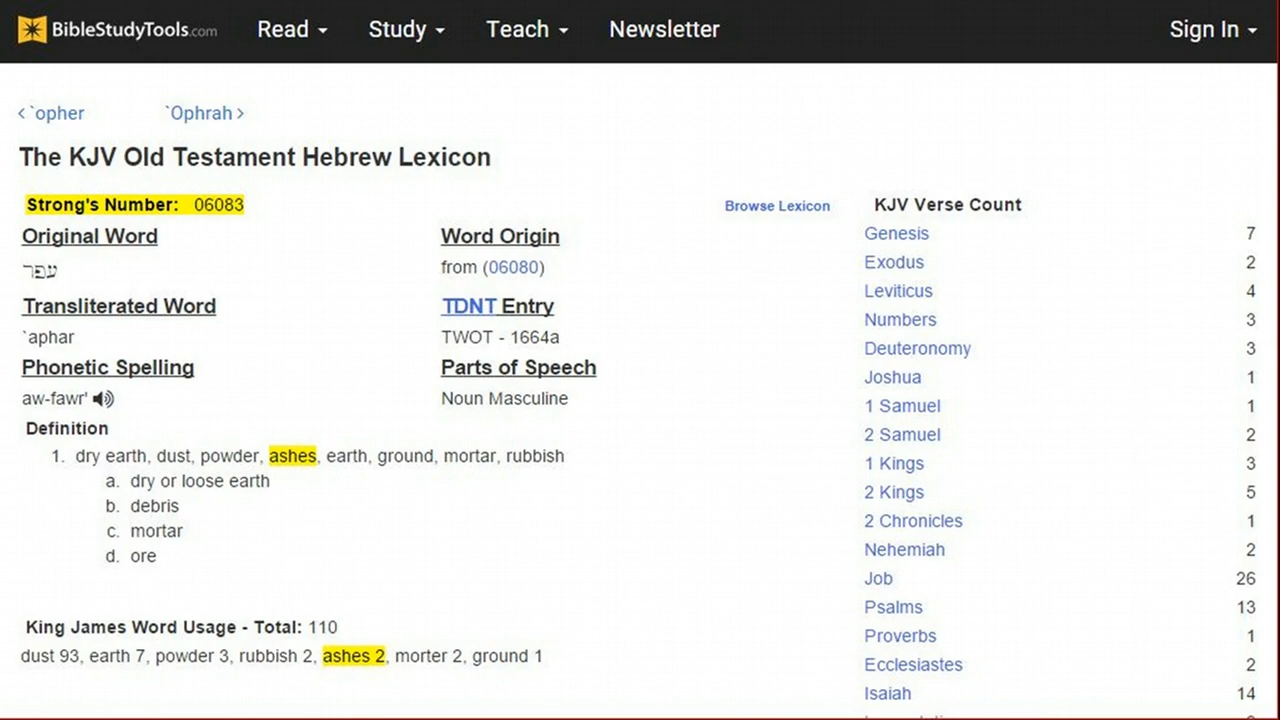 BIBLESTUDYTOOLS.com Read Study Teach Newsletter Sign In
< `opher `Ophrah >
The KJV Old Testament Hebrew Lexicon
Strong's Number: 06083
Browse Lexicon
Original Word
Word Origin
עפר
from (06080)
Transliterated Word
TDNT Entry
`aphar
TWOT - 1664a
Phonetic Spelling
Parts of Speech
aw-fawr'
Noun Masculine
Definition
1. dry earth, dust, powder, ashes, earth, ground, mortar, rubbish
a. dry or loose earth
b. debris
c. mortar
d. ore
King James Word Usage - Total: 110
dust 93, earth 7, powder 3, rubbish 2, ashes 2, morter 2, ground 1
KJV Verse Count
Genesis 7
Exodus 2
Leviticus 4
Numbers 3
Deuteronomy 3
Joshua 1
1 Samuel 1
2 Samuel 2
1 Kings 3
2 Kings 5
2 Chronicles 1
Nehemiah 2
Job 26
Psalms 13
Proverbs 1
Ecclesiastes 2
Isaiah 14